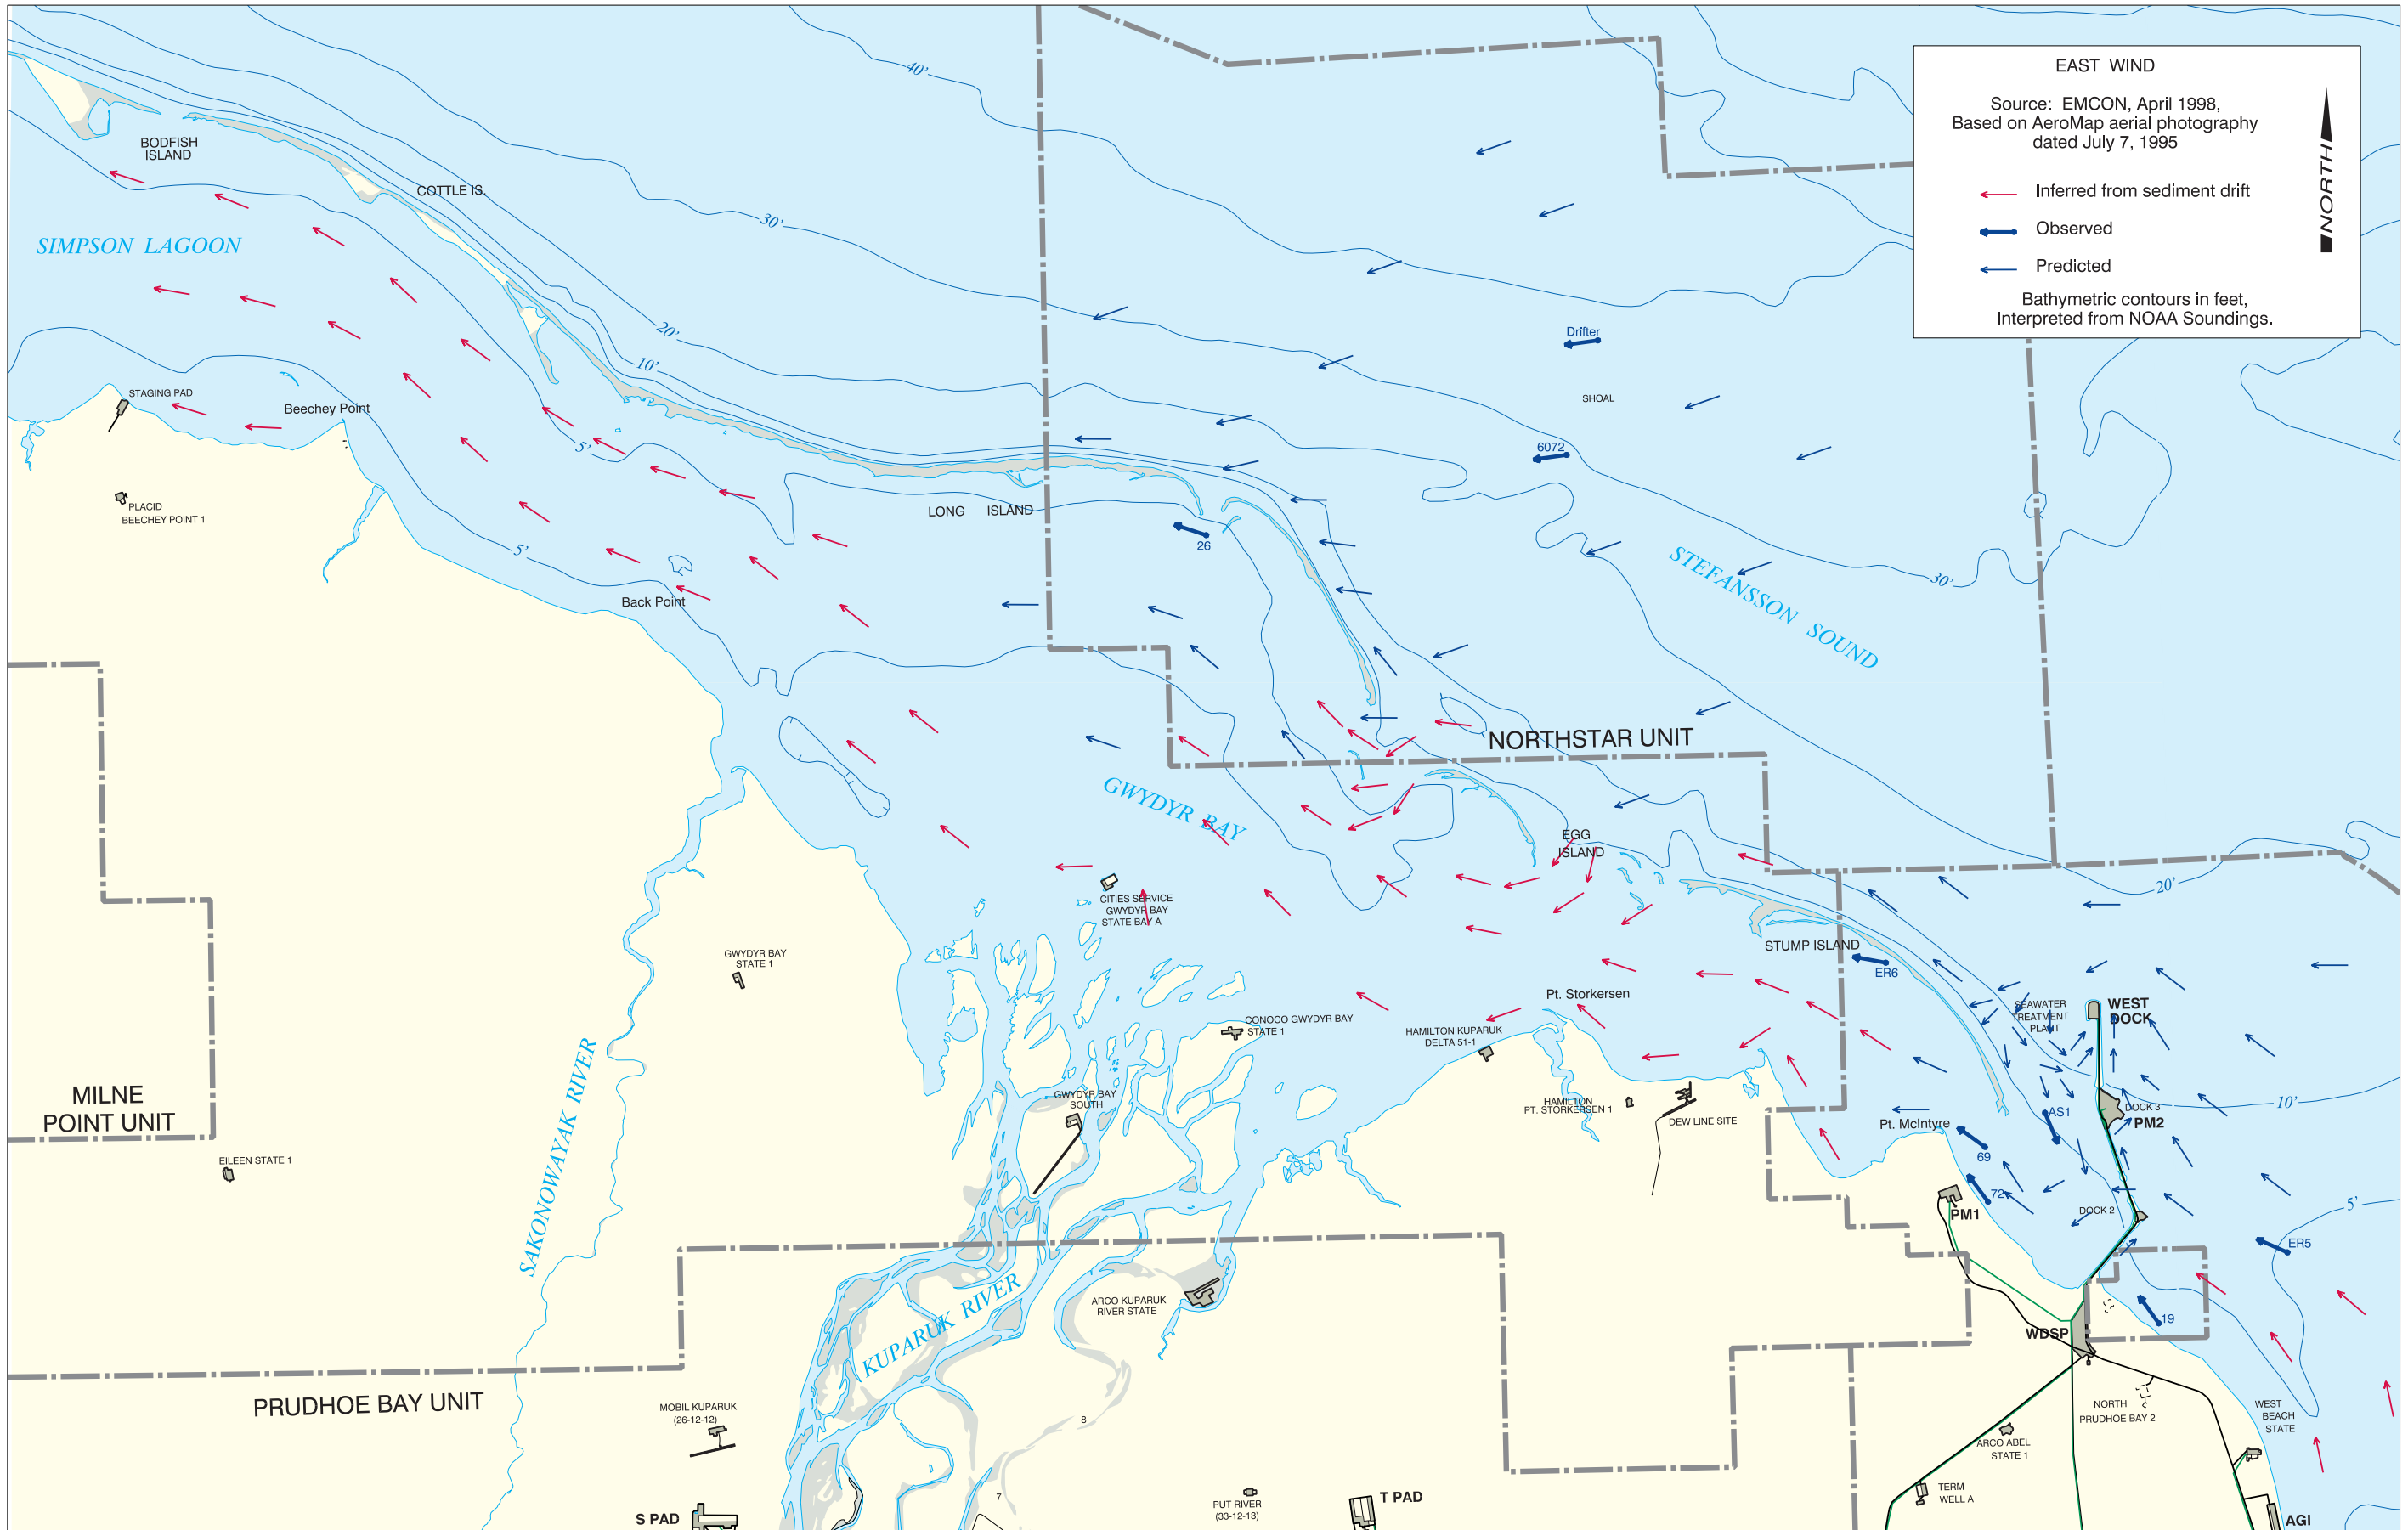 EAST WIND
Source: EMCON, April 1998,
Based on AeroMap aerial photography
dated July 7, 1995
Inferred from sediment drift
Observed
Predicted
Bathymetric contours in feet,
Interpreted from NOAA Soundings.
NORTH
40'
BODFISH
ISLAND
COTTLE IS.
30'
SIMPSON LAGOON
20'
10'
Drifter
SHOAL
STAGING PAD
Beechey Point
4
5'
6072
PLACID
BEECHEY POINT 1
LONG ISLAND
26
5'
STEFANSSON SOUND
30'
Back Point
NORTHSTAR UNIT
GWYDYR BAY
EGG
ISLAND
20'
CITIES SERVICE
GWYDYR BAY
STATE BAY A
STUMP ISLAND
GWYDYR BAY
STATE 1
ER6
Pt. Storkersen
WEST
DOCK
SEAWATER
TREATMENT
PLANT
CONOCO GWYDYR BAY
STATE 1
HAMILTON KUPARUK
DELTA 51-1
MILNE
POINT UNIT
SAKONOWAYAK RIVER
GWYDYR BAY
SOUTH
HAMILTON
PT. STORKERSEN 1
DEW LINE SITE
10'
DOCK 3
PM2
AS1
Pt. McIntyre
69
EILEEN STATE 1
72
PM1
DOCK 2
5'
ER5
KUPARUK RIVER
ARCO KUPARUK
RIVER STATE
19
WDSP
PRUDHOE BAY UNIT
MOBIL KUPARUK
(26-12-12)
8
NORTH
PRUDHOE BAY 2
WEST
BEACH
STATE
ARCO ABEL
STATE 1
TERM
WELL A
7
PUT RIVER
(33-12-13)
T PAD
S PAD
AGI